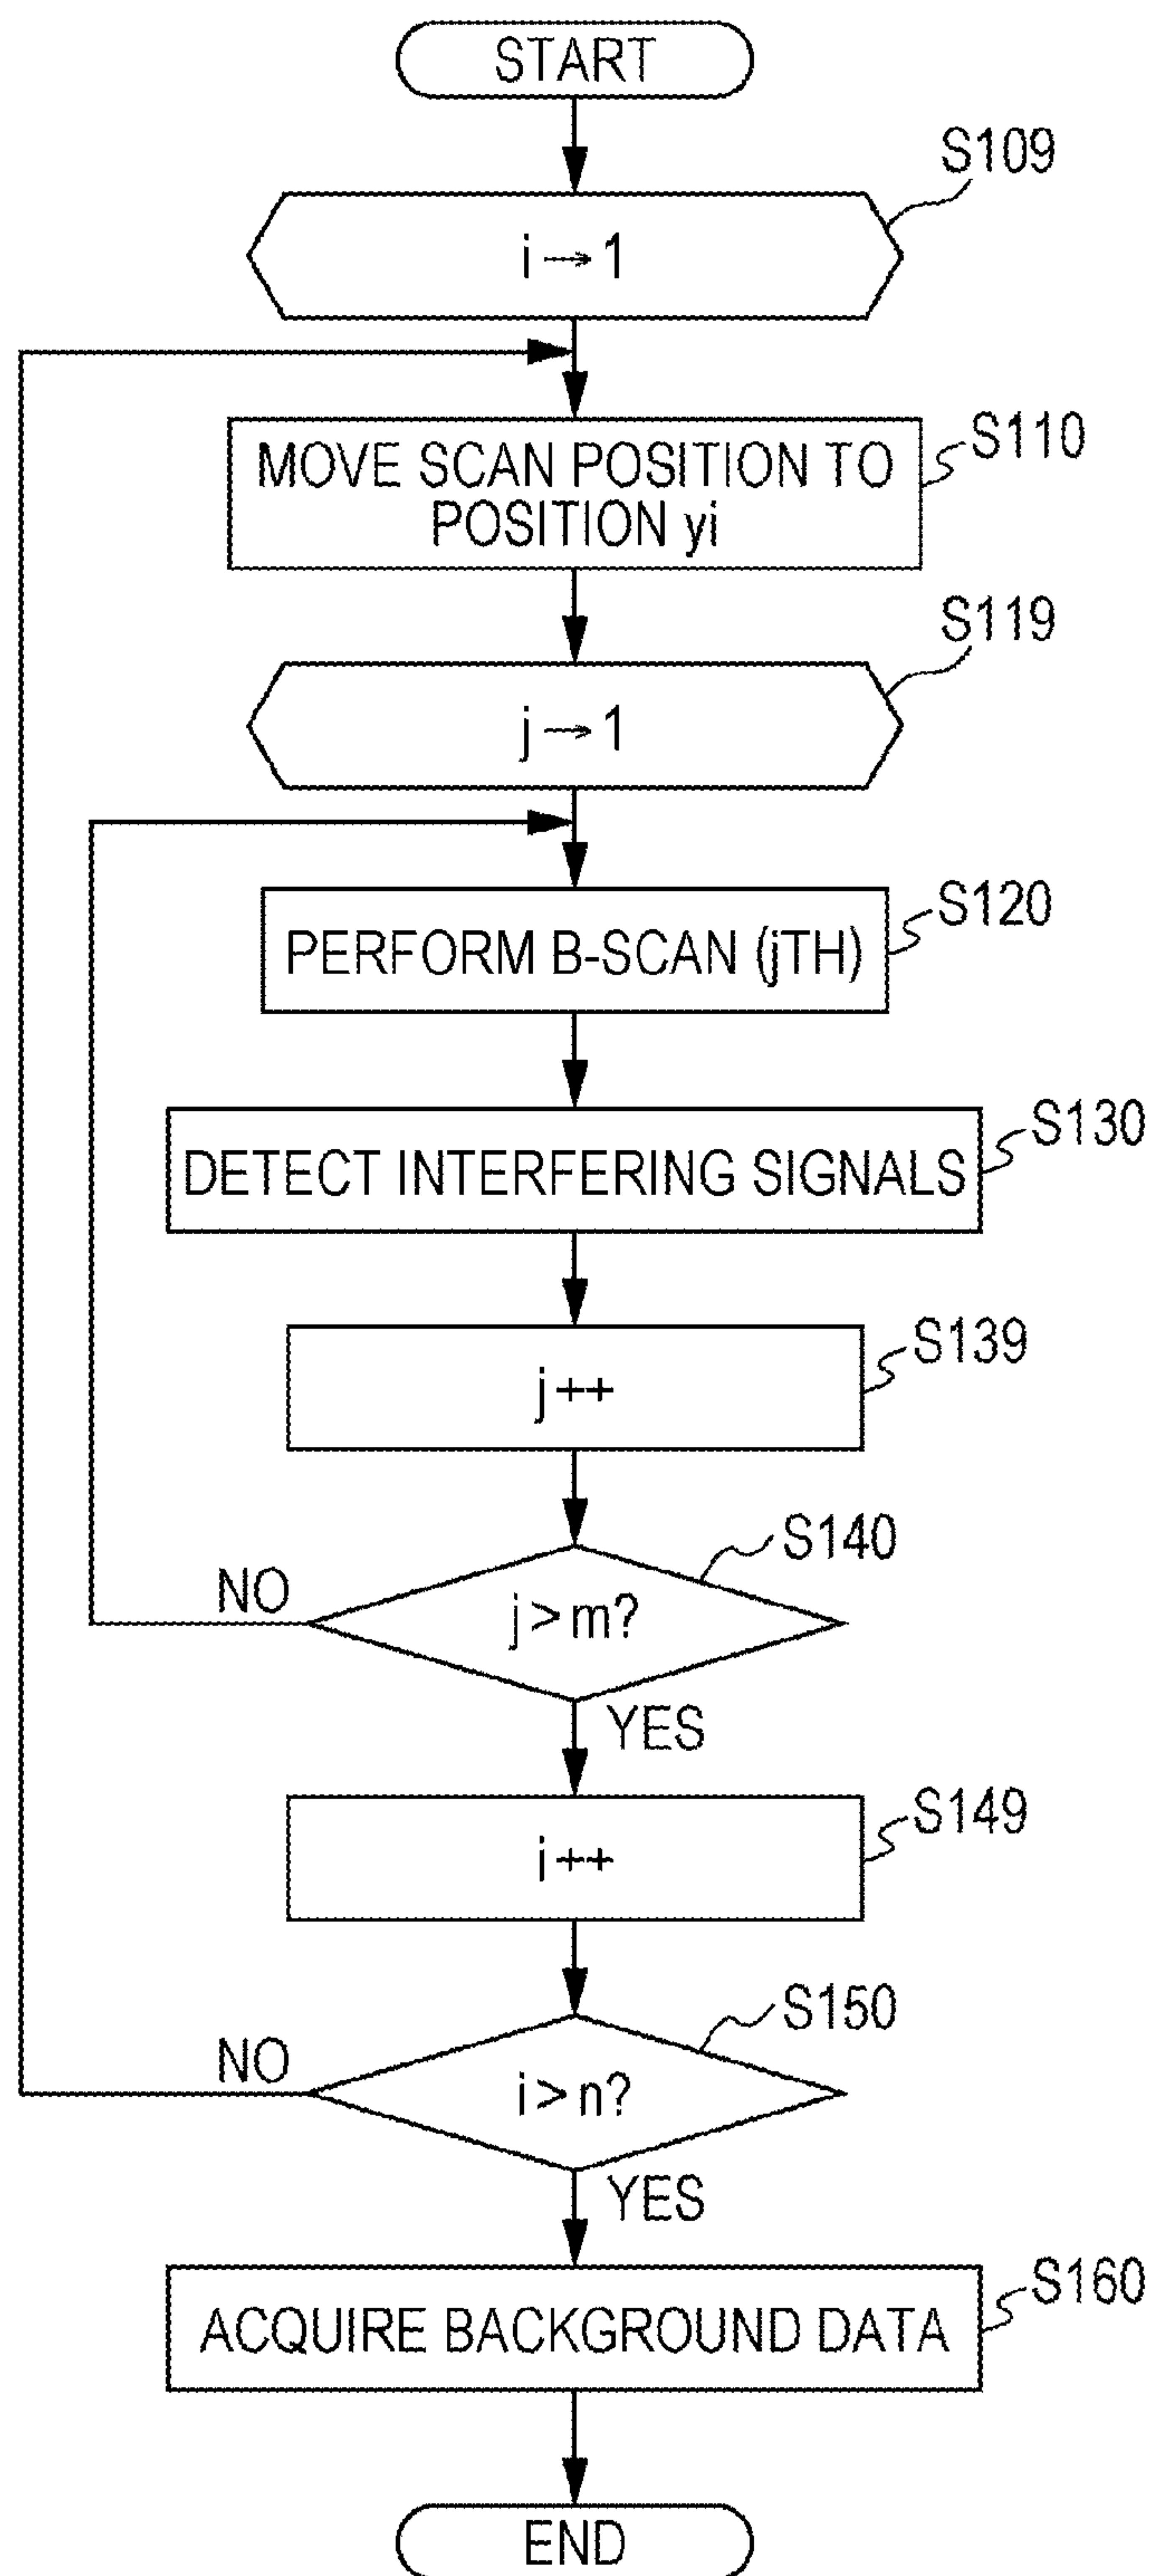 START
S109
i → 1
S110
MOVE SCAN POSITION TO
POSITION yi
S119
j → 1
S120
PERFORM B-SCAN (jTH)
S130
DETECT INTERFERING SIGNALS
S139
j ++
S140
NO
j > m?
YES
S149
i ++
S150
NO
i > n?
YES
S160
ACQUIRE BACKGROUND DATA
END